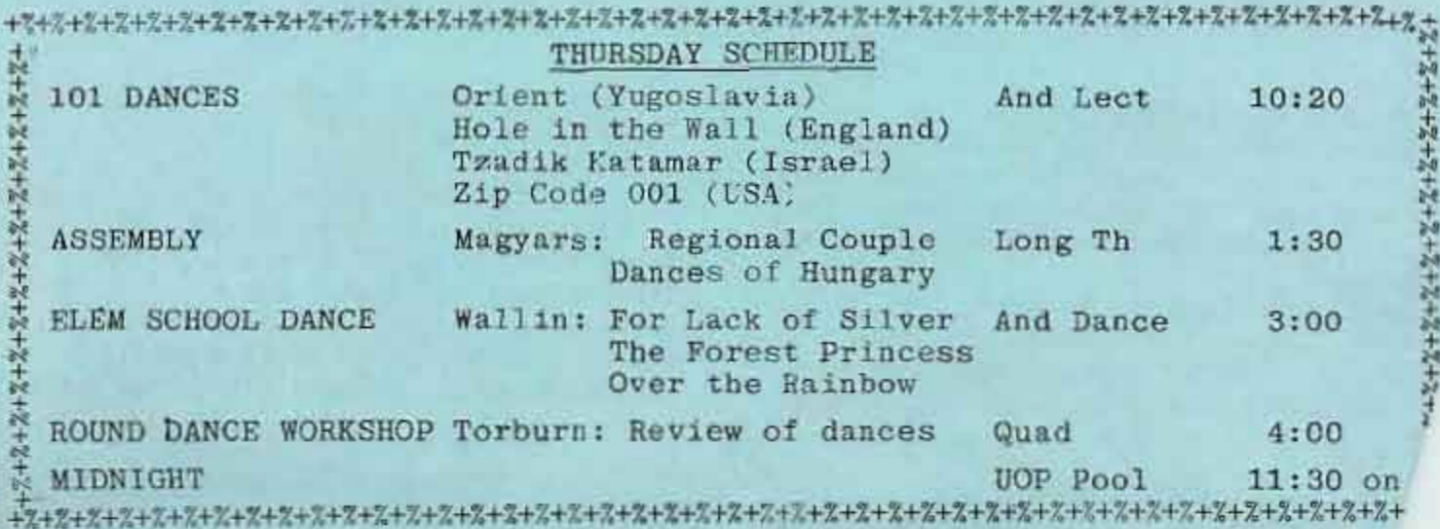 THURSDAY SCHEDULE
101 DANCES Orient (Yugoslavia) And Lect 10:20
Hole in the Wall (England)
Tzadik Katamar (Israel)
Zip Code 001 (USA)
ASSEMBLY Magyars: Regional Couple Long Th 1:30
Dances of Hungary
ELEM SCHOOL DANCE Wallin: For Lack of Silver And Dance 3:00
The Forest Princess
Over the Rainbow
ROUND DANCE WORKSHOP Torburn: Review of dances Quad 4:00
MIDNIGHT UOP Pool 11:30 on